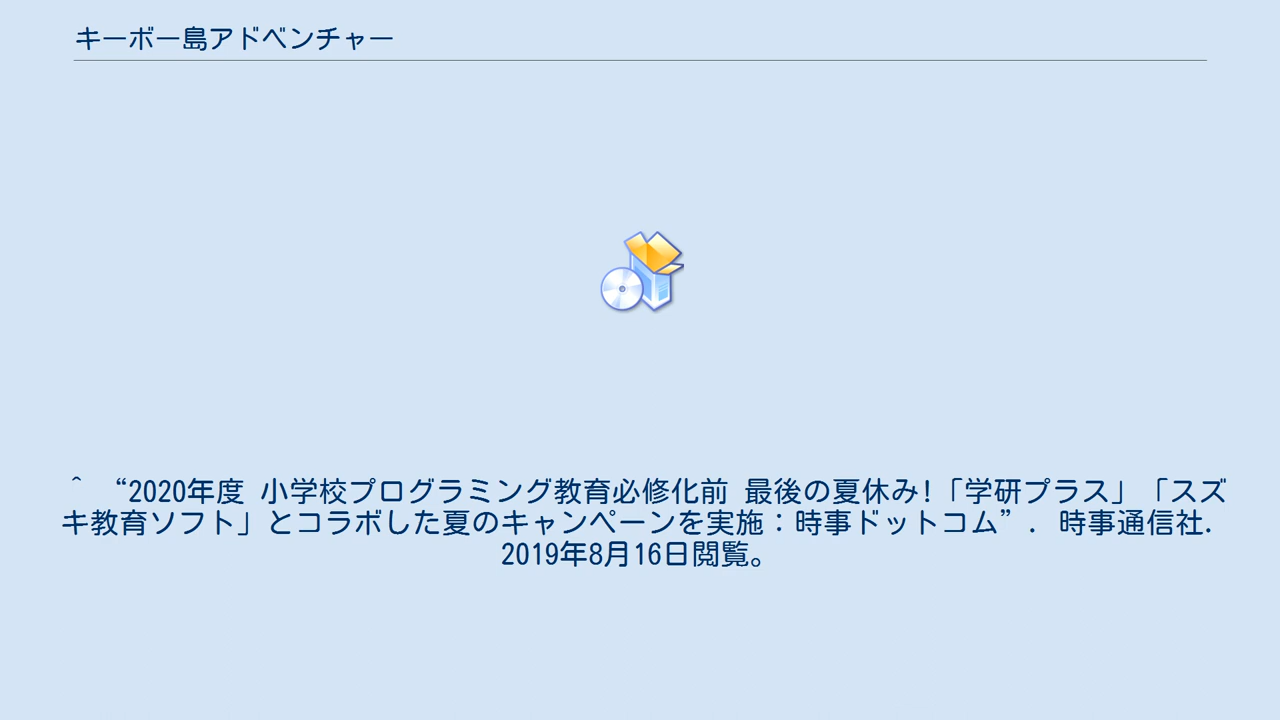 キーボー島アドベンチャー
^ “2020年度 小学校プログラミング教育必修化前 最後の夏休み!「学研プラス」「スズ
キ教育ソフト」とコラボした夏のキャンペーンを実施：時事ドットコム”. 時事通信社.
2019年8月16日閲覧。